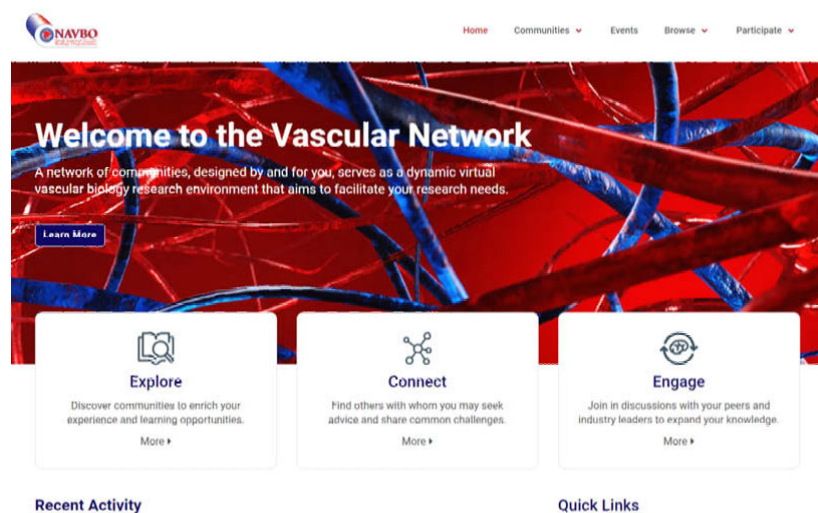 NAVBO
Home
Communities
Events
Browse
Participate
Welcome to the Vascular Network
A network of communities, designed by and for you, serves as a dynamic virtual
vascular biology research environment that aims to facilitate your research needs.
Learn More
Explore
Discover communities to enrich your
experience and learning opportunities.
More
Connect
Find others with whom you may seek
advice and share common challenges.
More
Engage
Join in discussions with your peers and
industry leaders to expand your knowledge.
More
Recent Activity
Quick Links